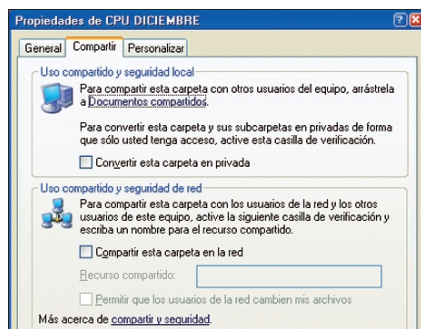 Propiedades de CPU DICIEMBRE
General Compartir Personalizar
Uso compartido y seguridad local
Para compartir esta carpeta con otros usuarios del equipo, arrástrela
a Documentos compartidos.
Para convertir esta carpeta y sus subcarpetas en privadas de forma
que sólo usted tenga acceso, active esta casilla de verificación.
Convertir esta carpeta en privada
Uso compartido y seguridad de red
Para compartir esta carpeta con los usuarios de la red y los otros
usuarios de este equipo, active la siguiente casilla de verificación y
escriba un nombre para el recurso compartido.
Compartir esta carpeta en la red
Recurso compartido:
Permitir que los usuarios de la red cambien mis archivos
Más acerca de compartir y seguridad.